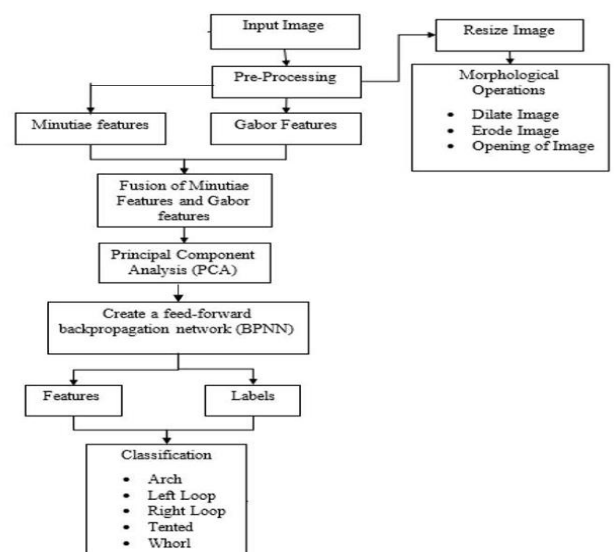 Input Image
Resize Image
Pre-Processing
Morphological
Operations
• Dilate Image
• Erode Image
• Opening of Image
Minutiae features
Gabor Features
Fusion of Minutiae
Features and Gabor
features
Principal Component
Analysis (PCA)
Create a feed-forward
backpropagation network (BPNN)
Features
Labels
Classification
• Arch
• Left Loop
• Right Loop
• Tented
• Whorl